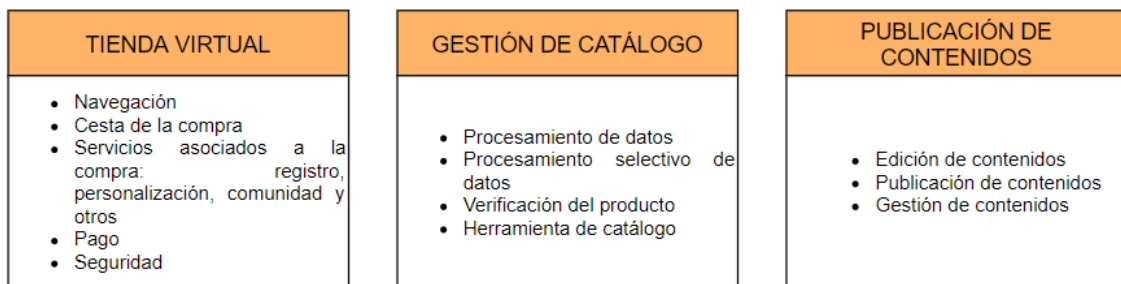 TIENDA VIRTUAL
• Navegación
• Cesta de la compra
• Servicios asociados a la
compra: registro,
personalización, comunidad y
otros
• Pago
• Seguridad
GESTIÓN DE CATÁLOGO
• Procesamiento de datos
• Procesamiento selectivo de
datos
• Verificación del producto
• Herramienta de catálogo
PUBLICACIÓN DE
CONTENIDOS
• Edición de contenidos
• Publicación de contenidos
• Gestión de contenidos